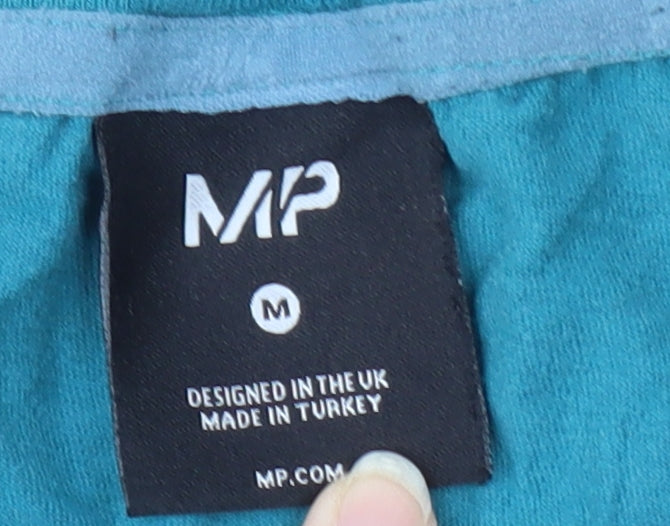 MP
M
DESIGNED IN THE UK
MADE IN TURKEY
MP.COM